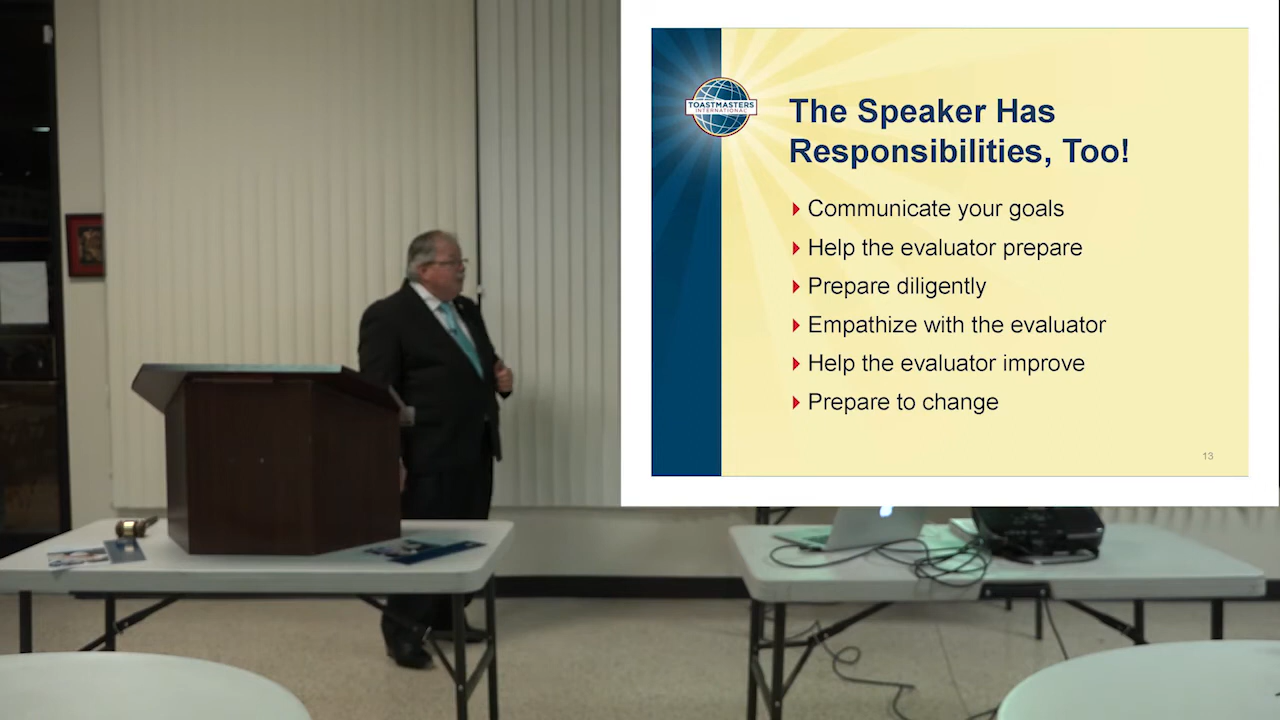 TOASTMASTERS
INTERNATIONAL
The Speaker Has
Responsibilities, Too!
Communicate your goals
Help the evaluator prepare
Prepare diligently
Empathize with the evaluator
Help the evaluator improve
Prepare to change
13